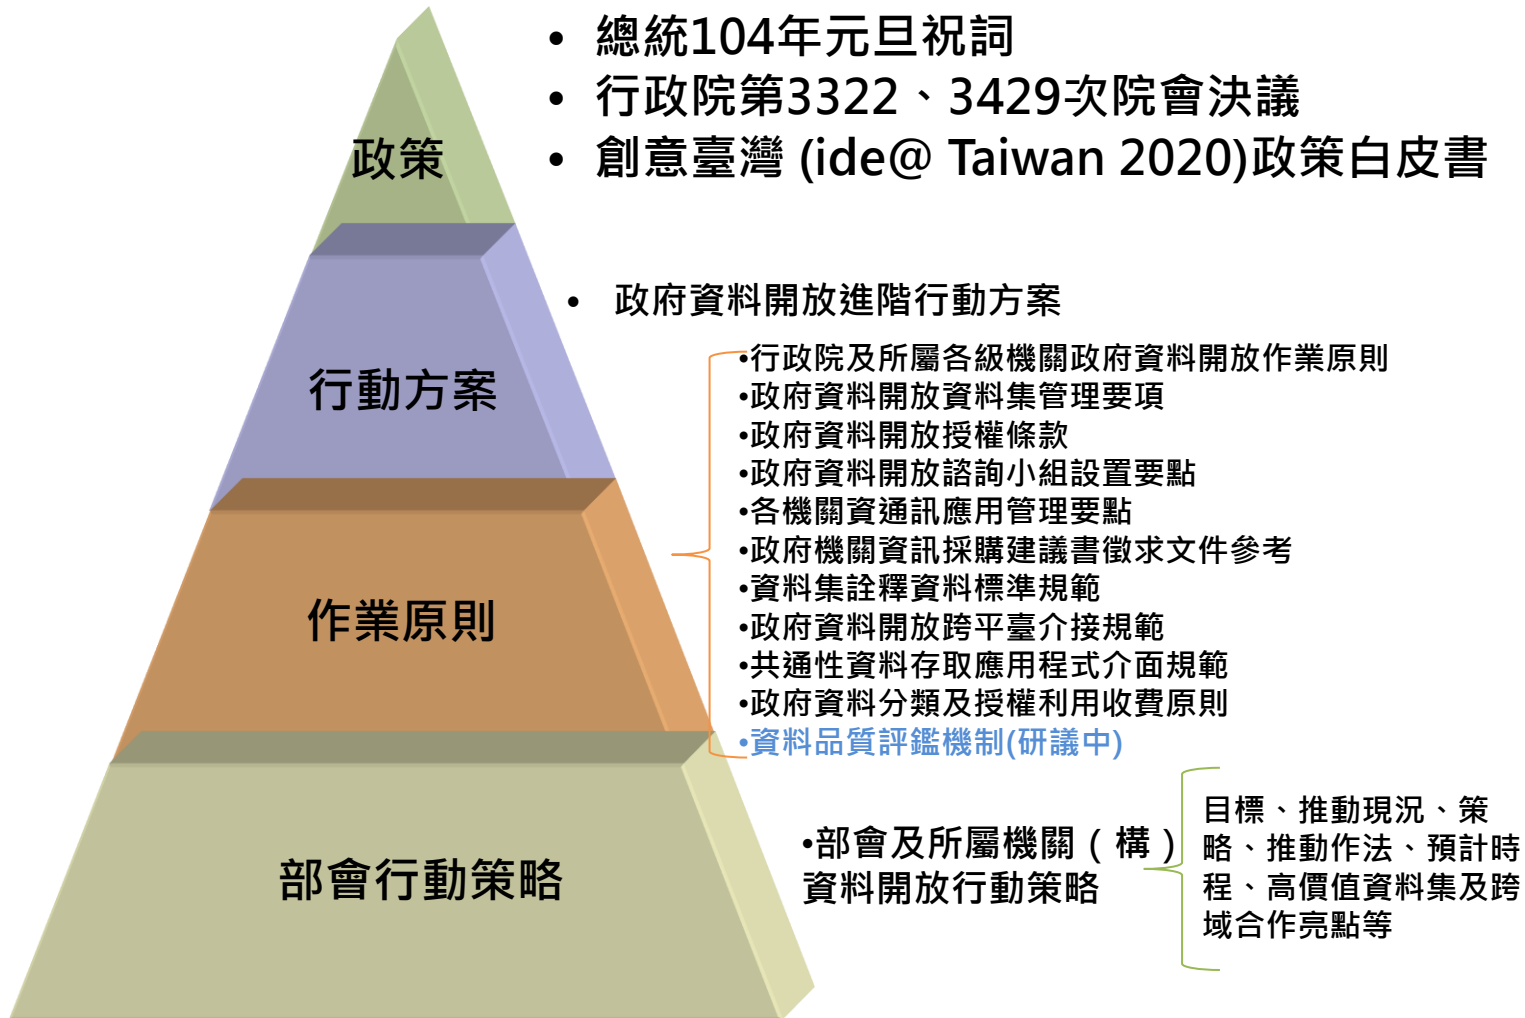 政策
• 總統104年元旦祝詞
• 行政院第3322、3429次院會決議
• 創意臺灣 (ide@ Taiwan 2020)政策白皮書
行動方案
• 政府資料開放進階行動方案
作業原則
•行政院及所屬各級機關政府資料開放作業原則
•政府資料開放資料集管理要項
•政府資料開放授權條款
•政府資料開放諮詢小組設置要點
•各機關資通訊應用管理要點
•政府機關資訊採購建議書徵求文件參考
•資料集詮釋資料標準規範
•政府資料開放跨平臺介接規範
•共通性資料存取應用程式介面規範
•政府資料分類及授權利用收費原則
•資料品質評鑑機制(研議中)
部會行動策略
•部會及所屬機關（構）
資料開放行動策略
目標、推動現況、策
略、推動作法、預計時
程、高價值資料集及跨
域合作亮點等